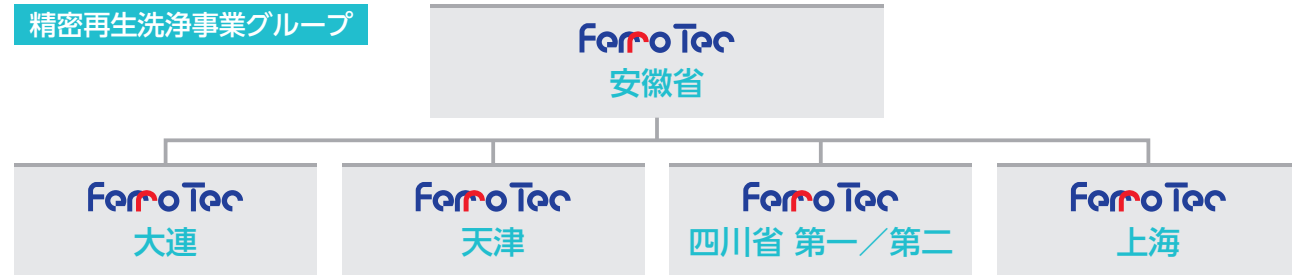 精密再生洗浄事業グループ
FerroTec
安徽省
FerroTec
大連
FerroTec
天津
FerroTec
四川省 第一／第二
FerroTec
上海